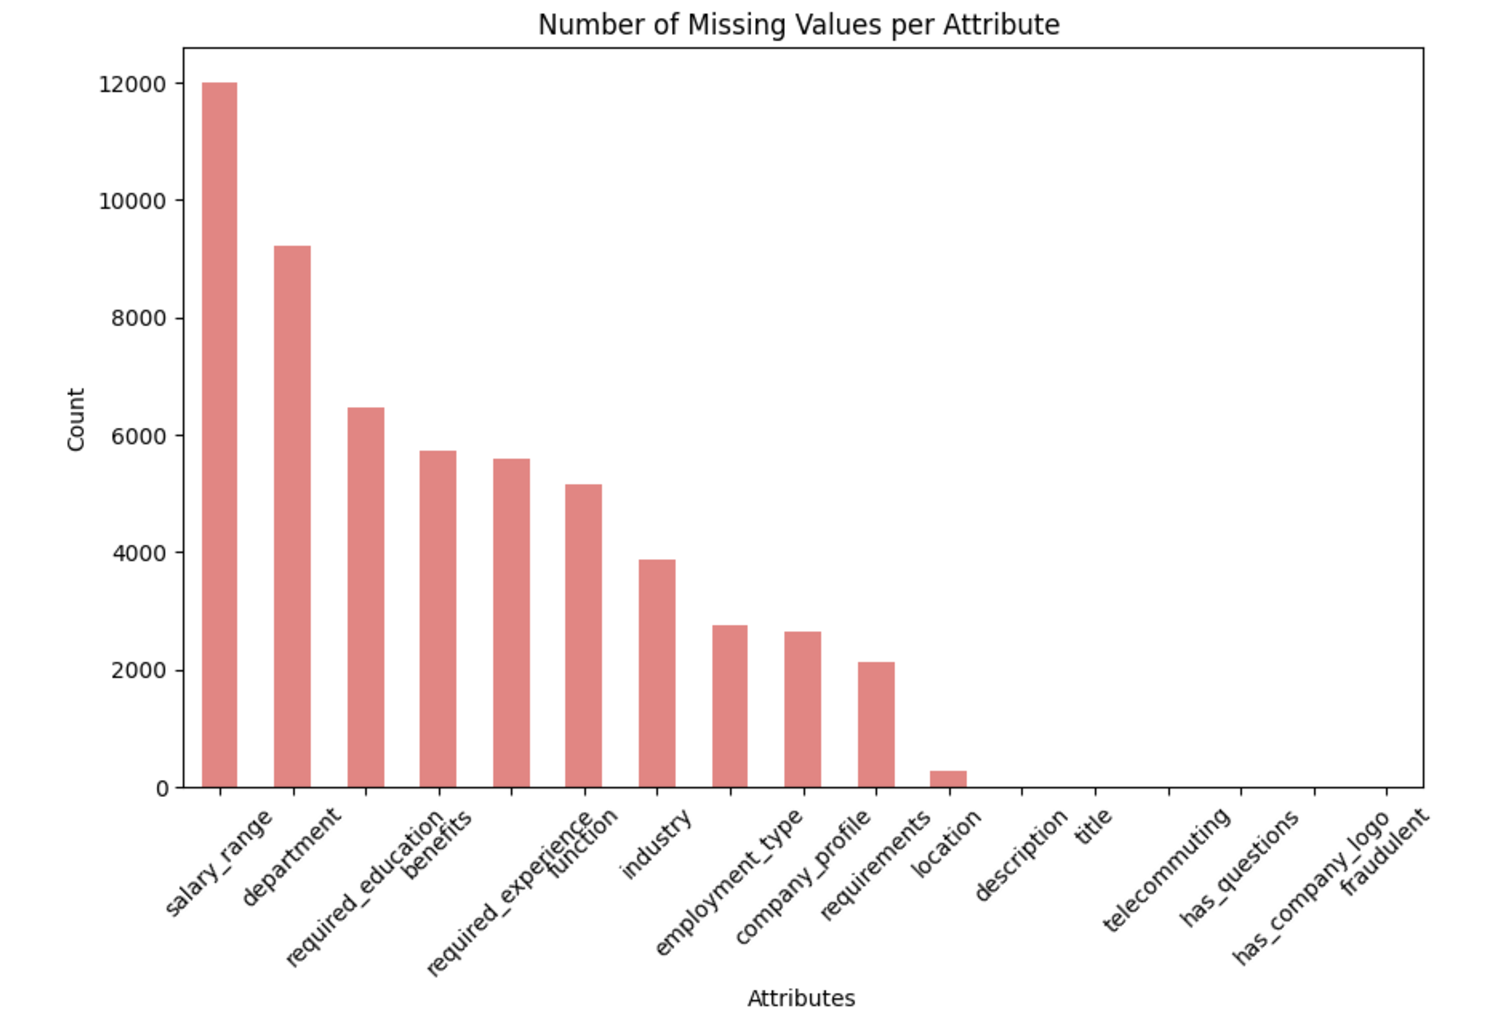 Number of Missing Values per Attribute
12000
10000
8000
6000
4000
2000
0
Count
salary_range
department
required_education
benefits
required_experience
function
industry
employment_type
company_profile
requirements
location
description
title
telecommuting
has_questions
has_company_logo
fraudulent
Attributes